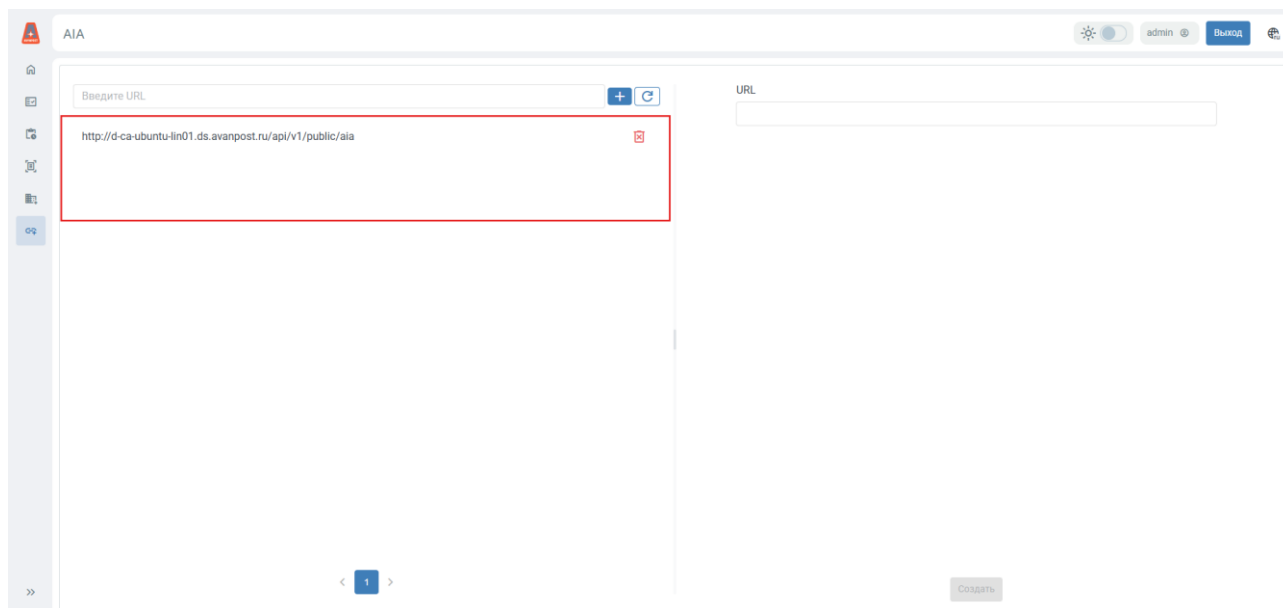 AIA
admin
Выход
Введите URL
URL
http://d-ca-ubuntu-lin01.ds.avanpost.ru/api/v1/public/aia
1
Создать